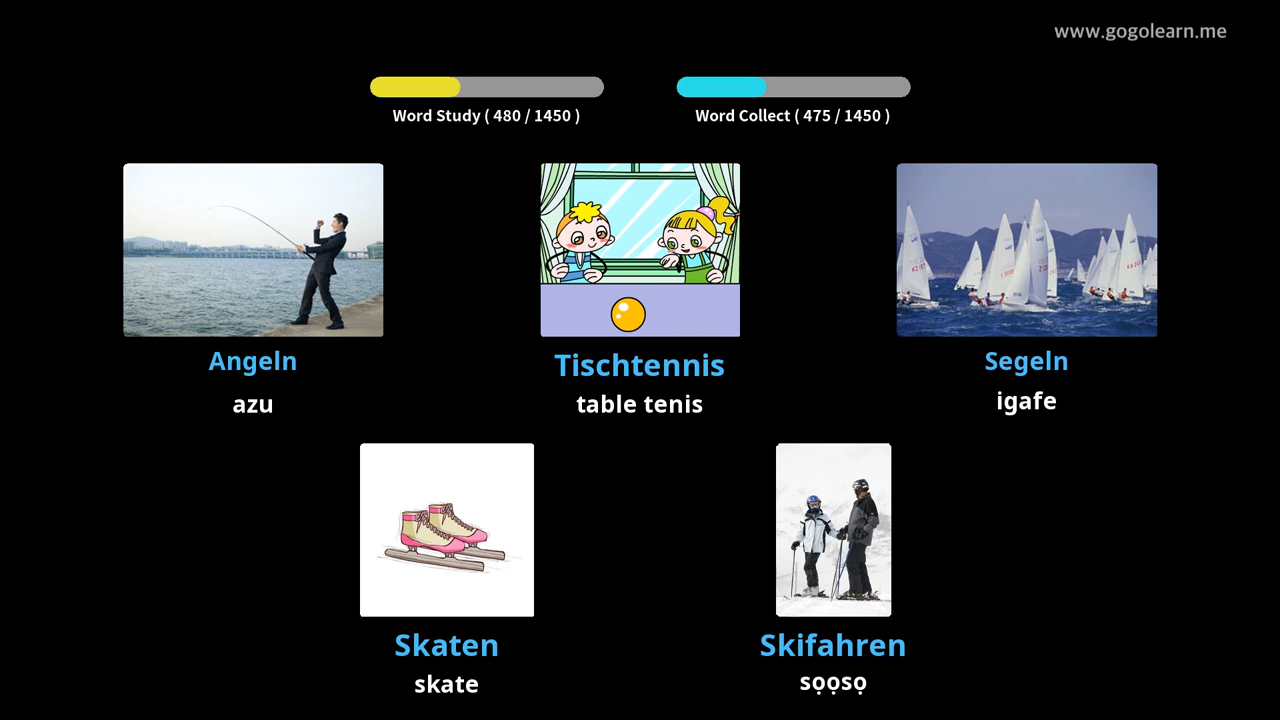 www.gogolearn.me
Word Study ( 480 / 1450 )
Word Collect ( 475 / 1450 )
Angeln
azu
Tischtennis
table tenis
Segeln
igafe
Skaten
skate
Skifahren
sọọsọ